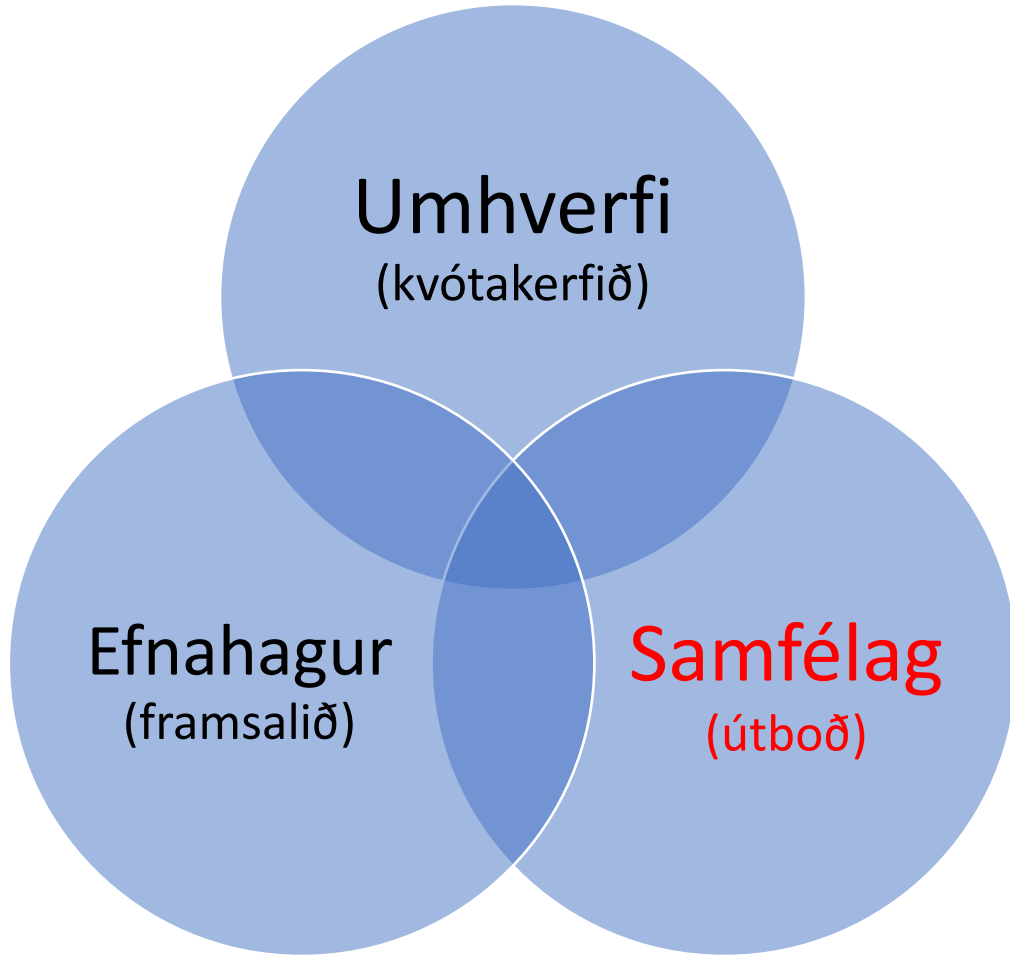 Umhverfi
(kvótakerfið)
Efnahagur
(framsalið)
Samfélag
(útboð)